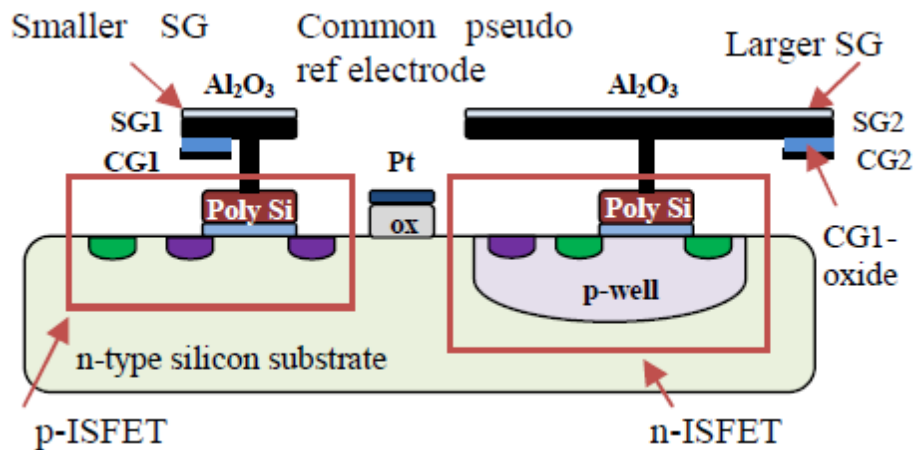 Smaller SG
Common pseudo
ref electrode
Larger SG
Al₂O₃
Al₂O₃
SG1
SG2
CG1
Pt
CG2
Poly Si
ox
Poly Si
CG1-
oxide
p-well
n-type silicon substrate
p-ISFET
n-ISFET